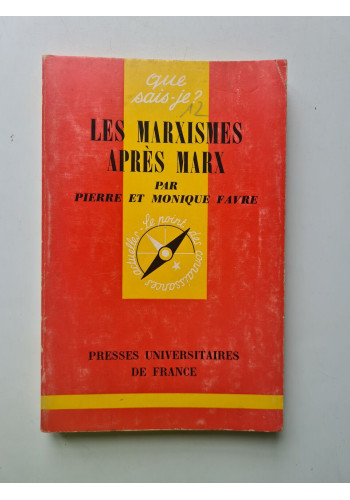 que
sais-je?
12
LES MARXISMES
APRÈS MARX
PAR
PIERRE ET MONIQUE FAVRE
Le point des connaissances actuelles
PRESSES UNIVERSITAIRES
DE FRANCE